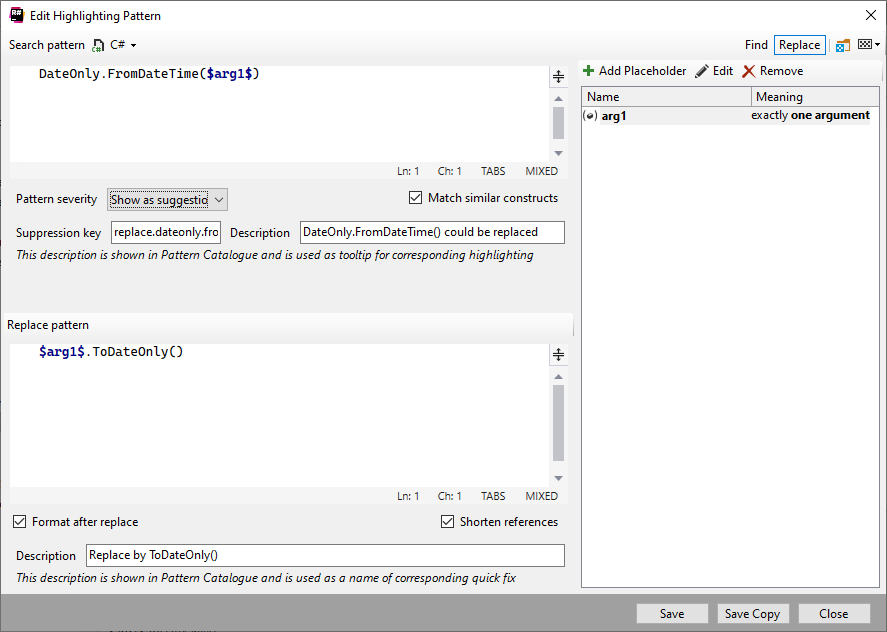 Edit Highlighting Pattern
Search pattern C#
Find Replace
DateOnly.FromDateTime($arg1$)
Ln: 1 Ch: 1 TABS MIXED
Pattern severity Show as suggestio Match similar constructs
Suppression key replace.dateonly.fro Description DateOnly.FromDateTime() could be replaced
This description is shown in Pattern Catalogue and is used as tooltip for corresponding highlighting
Replace pattern
$arg1$.ToDateOnly()
Ln: 1 Ch: 1 TABS MIXED
Format after replace Shorten references
Description Replace by ToDateOnly()
This description is shown in Pattern Catalogue and is used as a name of corresponding quick fix
Add Placeholder Edit Remove
Name Meaning
arg1 exactly one argument
Save Save Copy Close